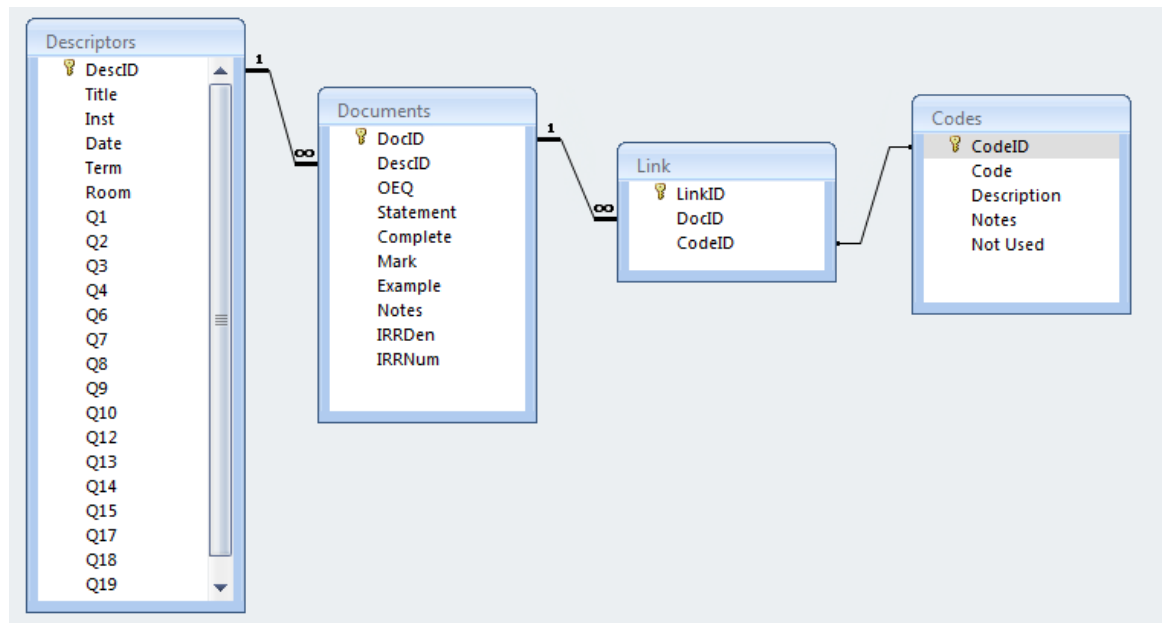 Descriptors
DescID
Title
Inst
Date
Term
Room
Q1
Q2
Q3
Q4
Q6
Q7
Q8
Q9
Q10
Q12
Q13
Q14
Q15
Q17
Q18
Q19
1
∞
Documents
DocID
DescID
OEQ
Statement
Complete
Mark
Example
Notes
IRRDen
IRRNum
1
∞
Link
LinkID
DocID
CodeID
Codes
CodeID
Code
Description
Notes
Not Used